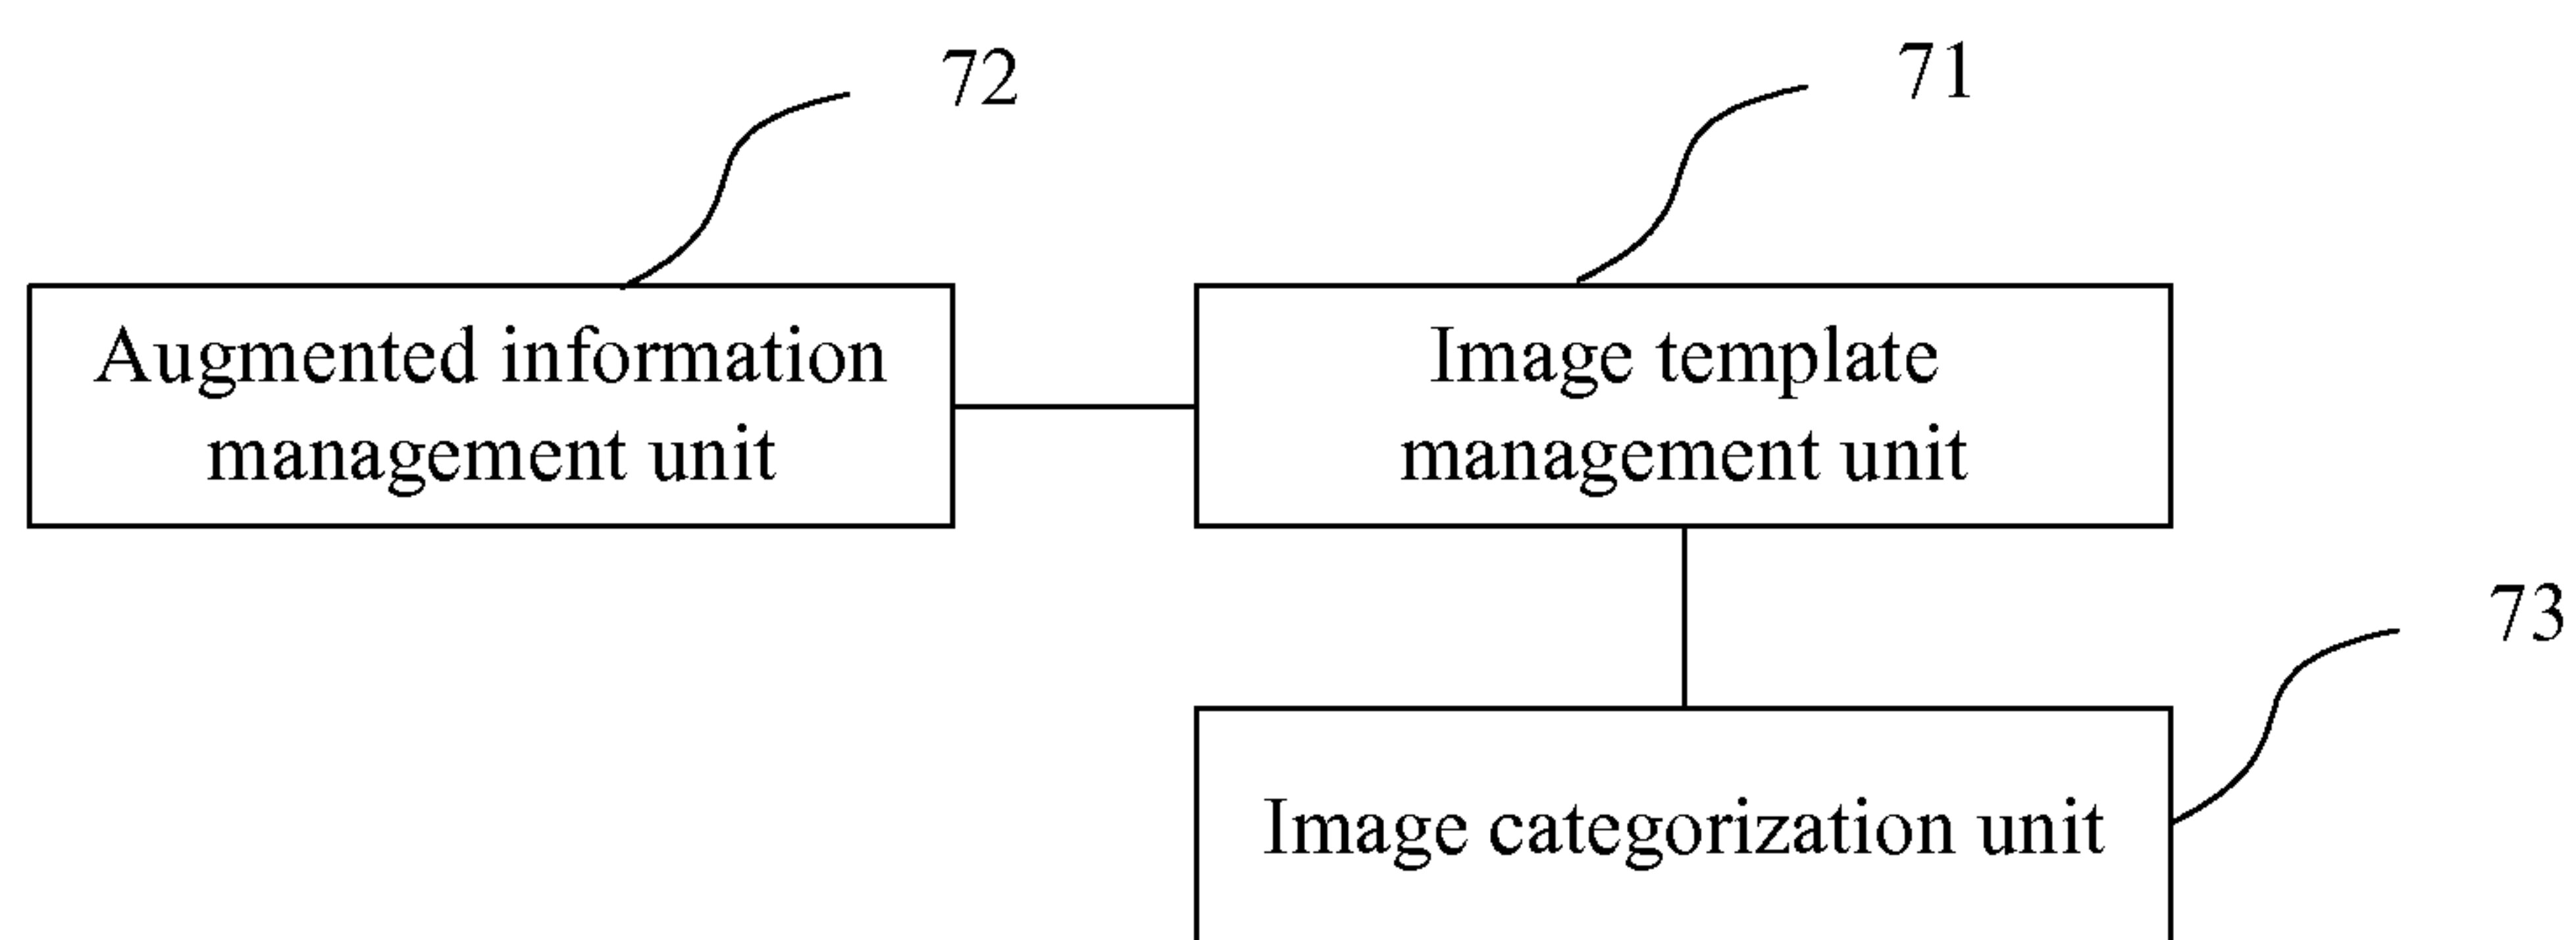 72
71
Augmented information
management unit
Image template
management unit
73
Image categorization unit